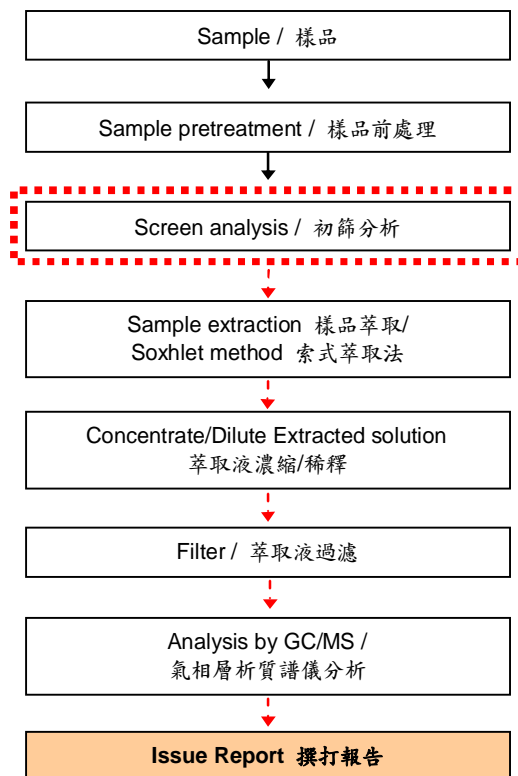 Sample / 樣品
Sample pretreatment / 樣品前處理
Screen analysis / 初篩分析
Sample extraction 樣品萃取/
Soxhlet method 索式萃取法
Concentrate/Dilute Extracted solution
萃取液濃縮/稀釋
Filter / 萃取液過濾
Analysis by GC/MS /
氣相層析質譜儀分析
Issue Report 撰打報告